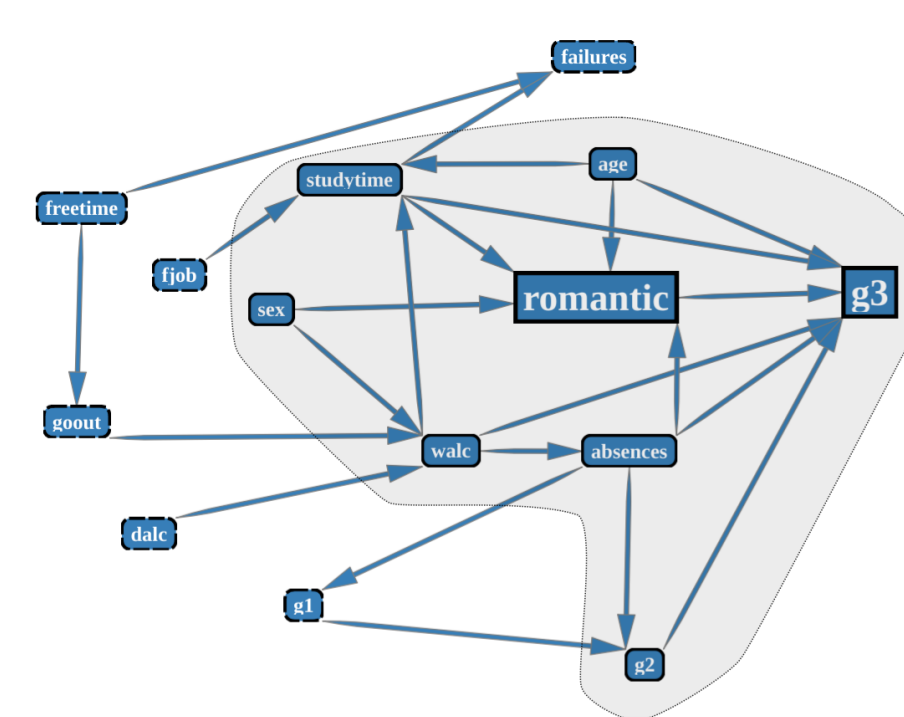 failures
studytime
age
freetime
fjob
sex
romantic
g3
goout
walc
absences
dalc
g1
g2